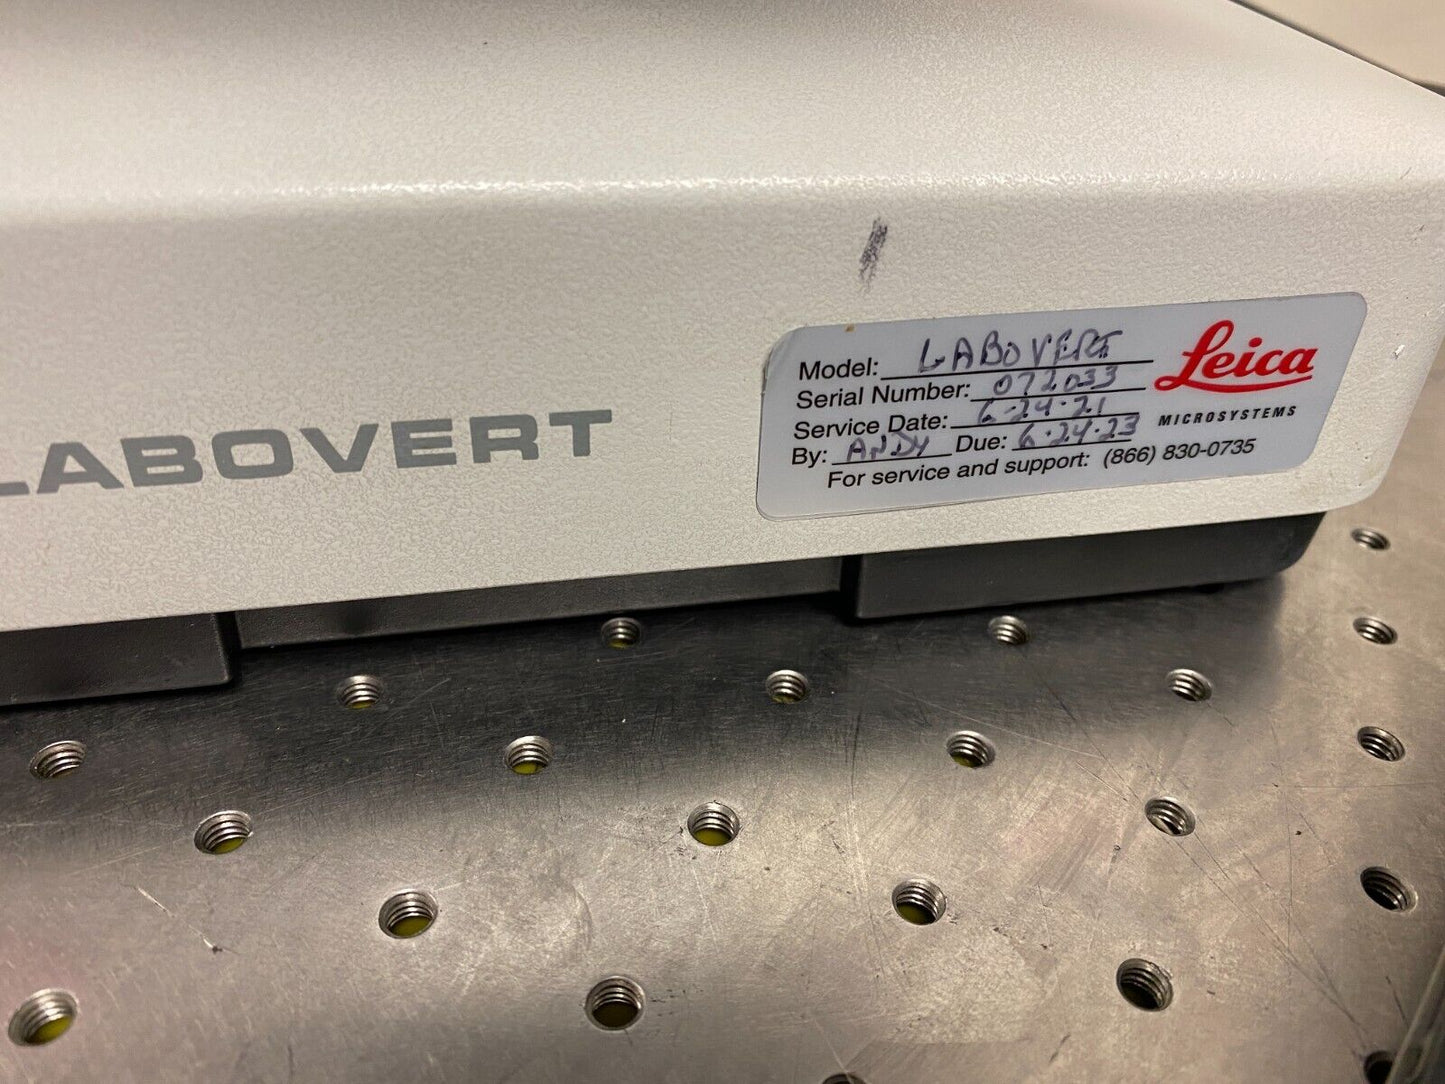 LABOVERT
Model: LABOVERT
Serial Number: 072033
Service Date: 6-24-21
By: ANDY Due: 6-24-23
For service and support: (866) 830-0735
Leica
MICROSYSTEMS